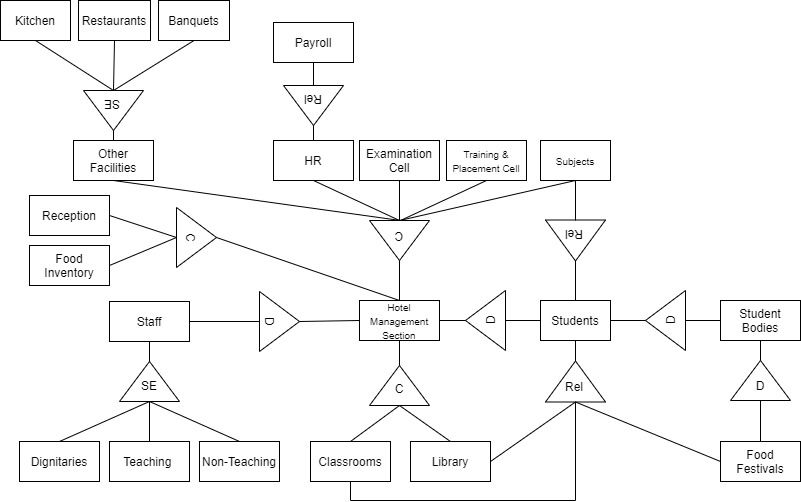 Kitchen
Restaurants
Banquets
Payroll
SE
Rel
Other
Facilities
HR
Examination
Cell
Training &
Placement Cell
Subjects
Reception
Food
Inventory
C
C
Rel
Staff
D
Hotel
Management
Section
D
Students
D
Student
Bodies
SE
C
Rel
D
Dignitaries
Teaching
Non-Teaching
Classrooms
Library
Food
Festivals